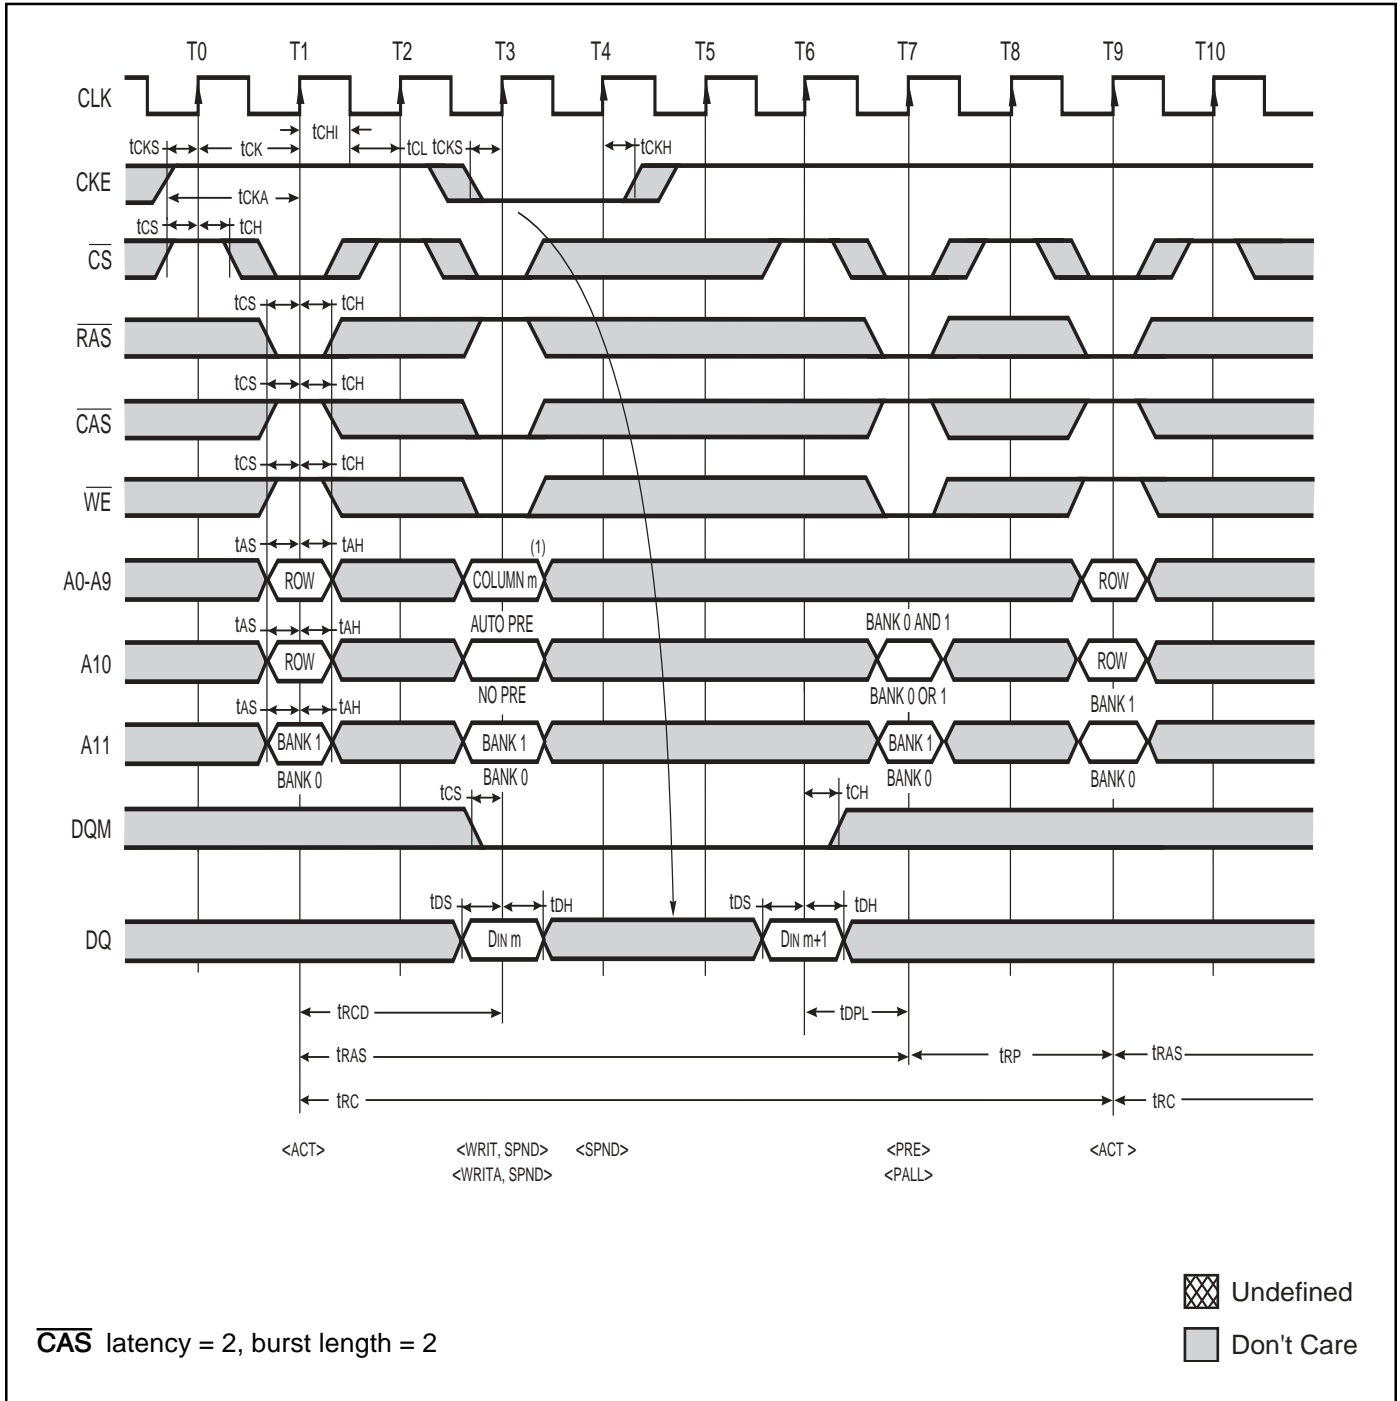 T0 T1 T2 T3 T4 T5 T6 T7 T8 T9 T10
CLK
tCHI
tCKS tCK tCL tCKS tCKH
CKE
tCKA
tCS tCH
CS
tCS tCH
RAS
tCS tCH
CAS
tCS tCH
WE
tAS tAH (1)
A0-A9 ROW COLUMN m ROW
tAS tAH AUTO PRE BANK 0 AND 1
A10 ROW ROW
NO PRE BANK 0 OR 1 BANK 1
tAS tAH
A11 BANK 1 BANK 1 BANK 1
BANK 0 BANK 0 BANK 0 BANK 0
tCS tCH
DQM
tDS tDH tDS tDH
DQ DIN m DIN m+1
tRCD tDPL
tRAS tRP tRAS
tRC tRC
<ACT> <WRIT, SPND> <SPND> <PRE> <ACT >
<WRITA, SPND> <PALL>
Undefined
CAS latency = 2, burst length = 2
Don't Care